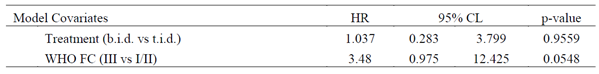 Model Covariates HR 95% CL p-value
Treatment (b.i.d. vs t.i.d.) 1.037 0.283 3.799 0.9559
WHO FC (III vs I/II) 3.48 0.975 12.425 0.0548